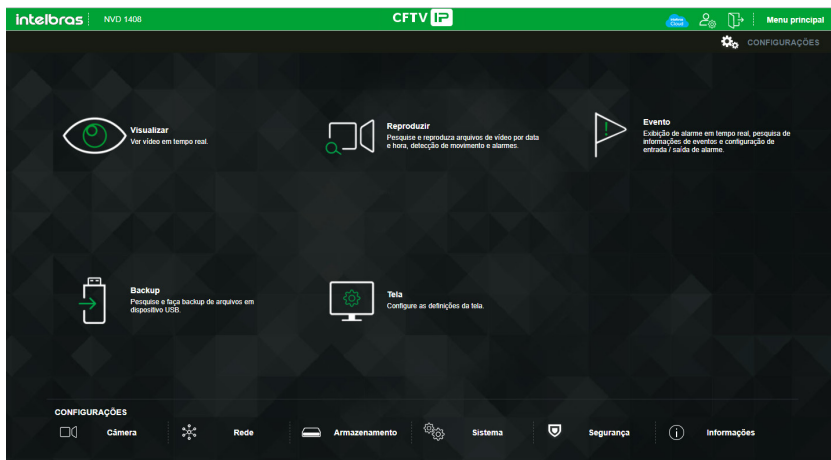 intelbras NVD 1408 CFTV IP Menu principal
CONFIGURAÇÕES
Visualizar
Ver vídeo em tempo real.
Reproduzir
Pesquise e reproduza arquivos de vídeo por data
e hora, detecção de movimento e alarmes.
Evento
Exibição de alarme em tempo real, pesquisa de
informações de eventos e configuração de
entrada / saída de alarme.
Backup
Pesquise e faça backup de arquivos em
dispositivo USB.
Tela
Configure as definições da tela.
CONFIGURAÇÕES
Câmera Rede Armazenamento Sistema Segurança Informações